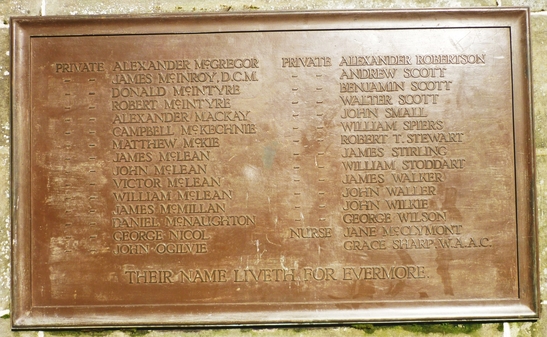 PRIVATE ALEXANDER McGREGOR
" " JAMES McINROY, D.C.M.
" " DONALD McINTYRE
" " ROBERT McINTYRE
" " ALEXANDER MACKAY
" " CAMPBELL McKECHNIE
" " MATTHEW McKIE
" " JAMES McLEAN
" " JOHN McLEAN
" " VICTOR McLEAN
" " WILLIAM McLEAN
" " JAMES McMILLAN
" " DANIEL McNAUGHTON
" " GEORGE NICOL
" " JOHN OGILVIE
PRIVATE ALEXANDER ROBERTSON
" " ANDREW SCOTT
" " BENJAMIN SCOTT
" " WALTER SCOTT
" " JOHN SMALL
" " WILLIAM SPIERS
" " ROBERT T. STEWART
" " JAMES STIRLING
" " WILLIAM STODDART
" " JAMES WALKER
" " JOHN WALLER
" " JOHN WILKIE
" " GEORGE WILSON
NURSE JANE McCLYMONT
GRACE SHARP W.A.A.C.
THEIR NAME LIVETH FOR EVERMORE.